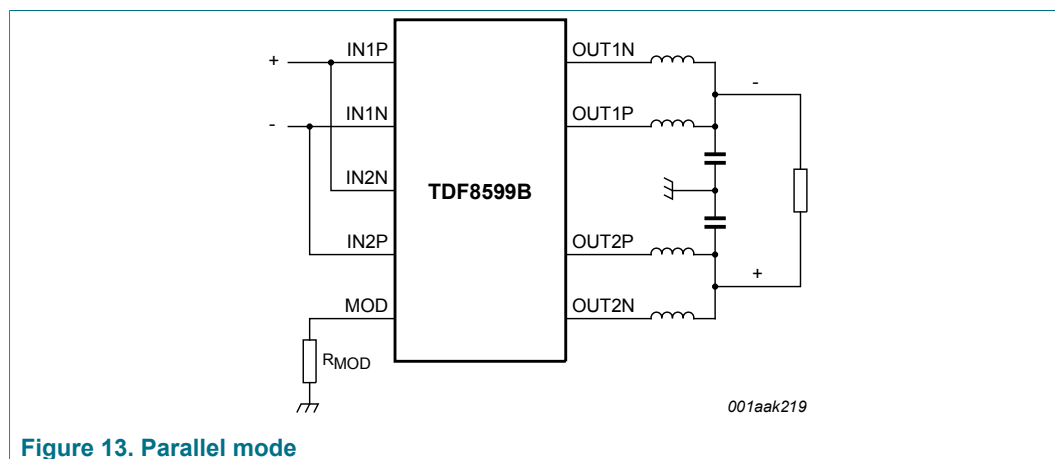 IN1P
OUT1N
+
-
IN1N
OUT1P
-
IN2N
TDF8599B
IN2P
OUT2P
+
MOD
OUT2N
RMOD
001aak219
Figure 13. Parallel mode